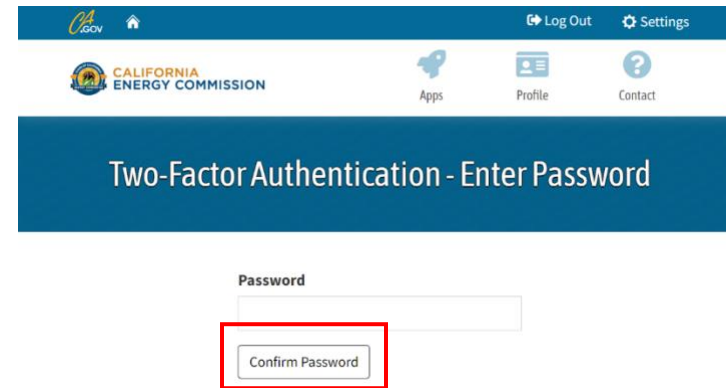 CA.GOV Log Out Settings
CALIFORNIA
ENERGY COMMISSION
Apps Profile Contact
Two-Factor Authentication - Enter Password
Password
Confirm Password